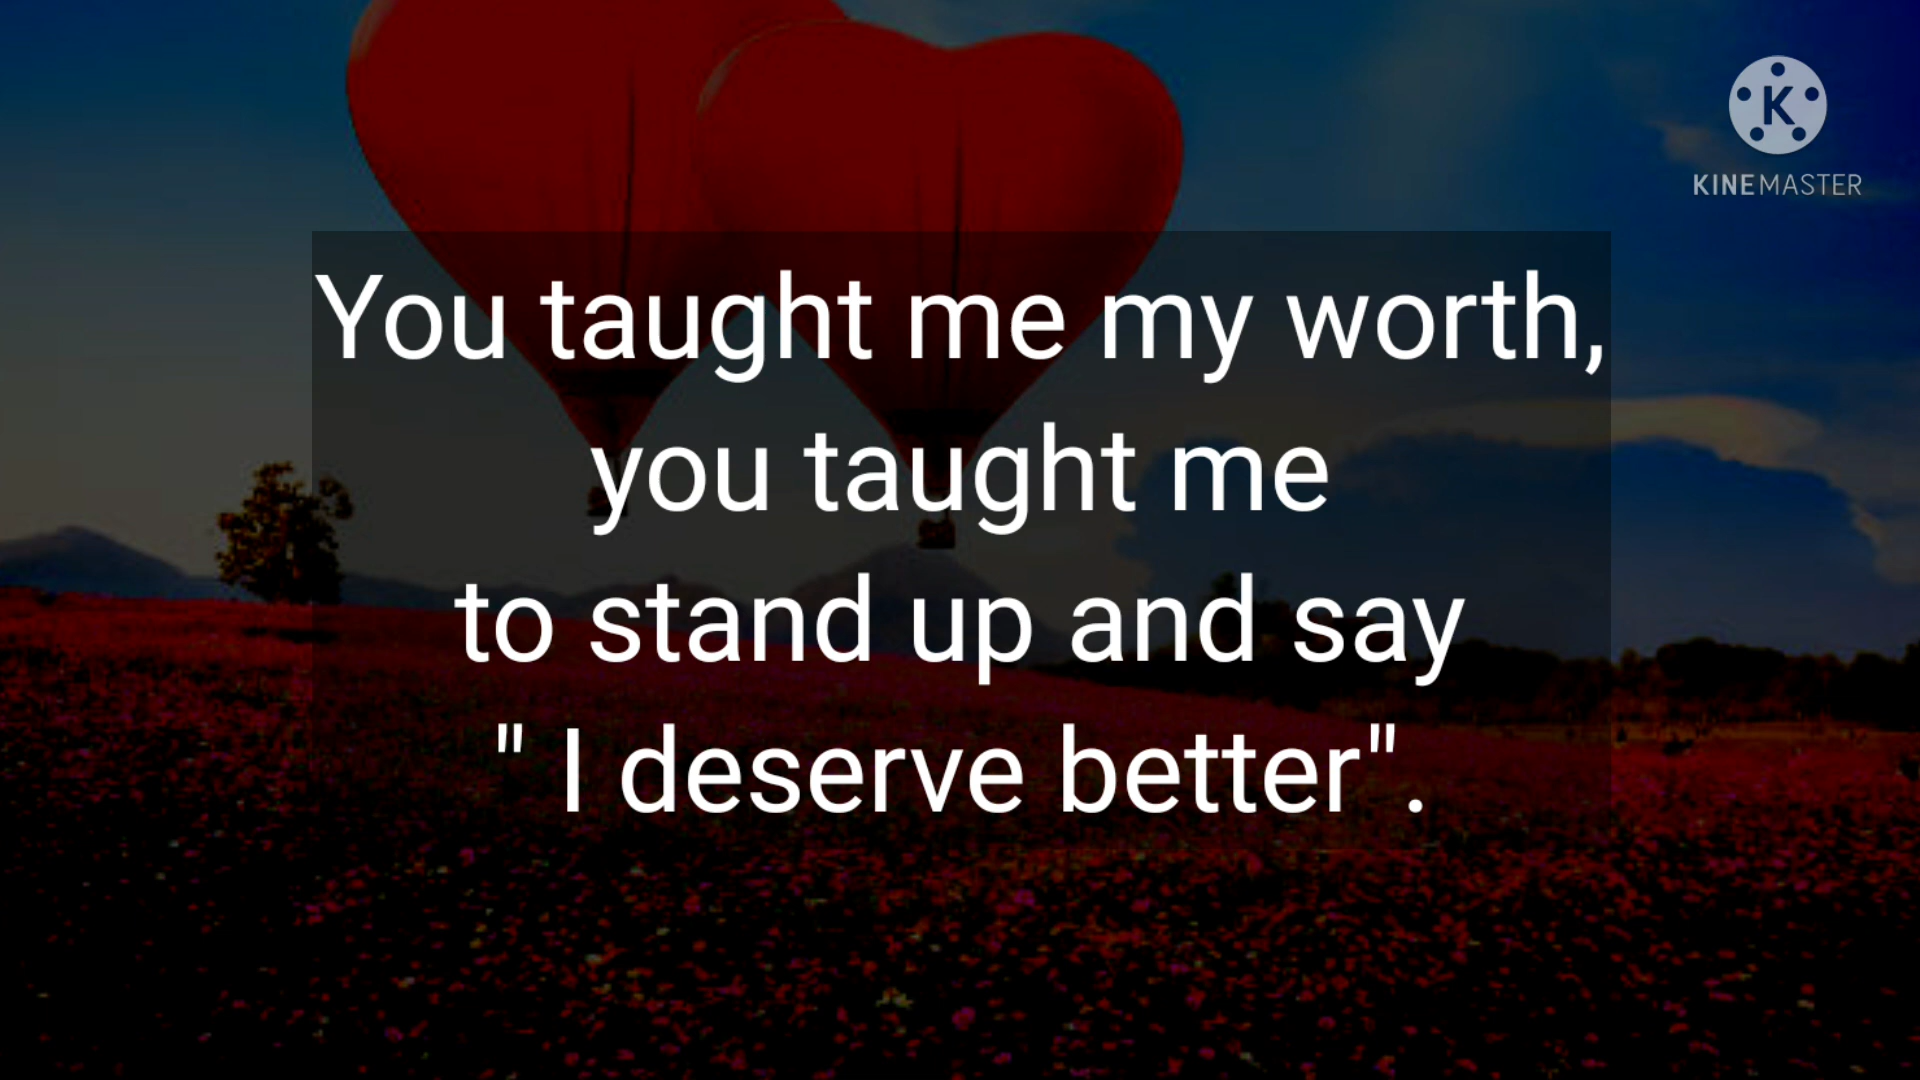 K
KINEMASTER
You taught me my worth,
you taught me
to stand up and say
" I deserve better" .